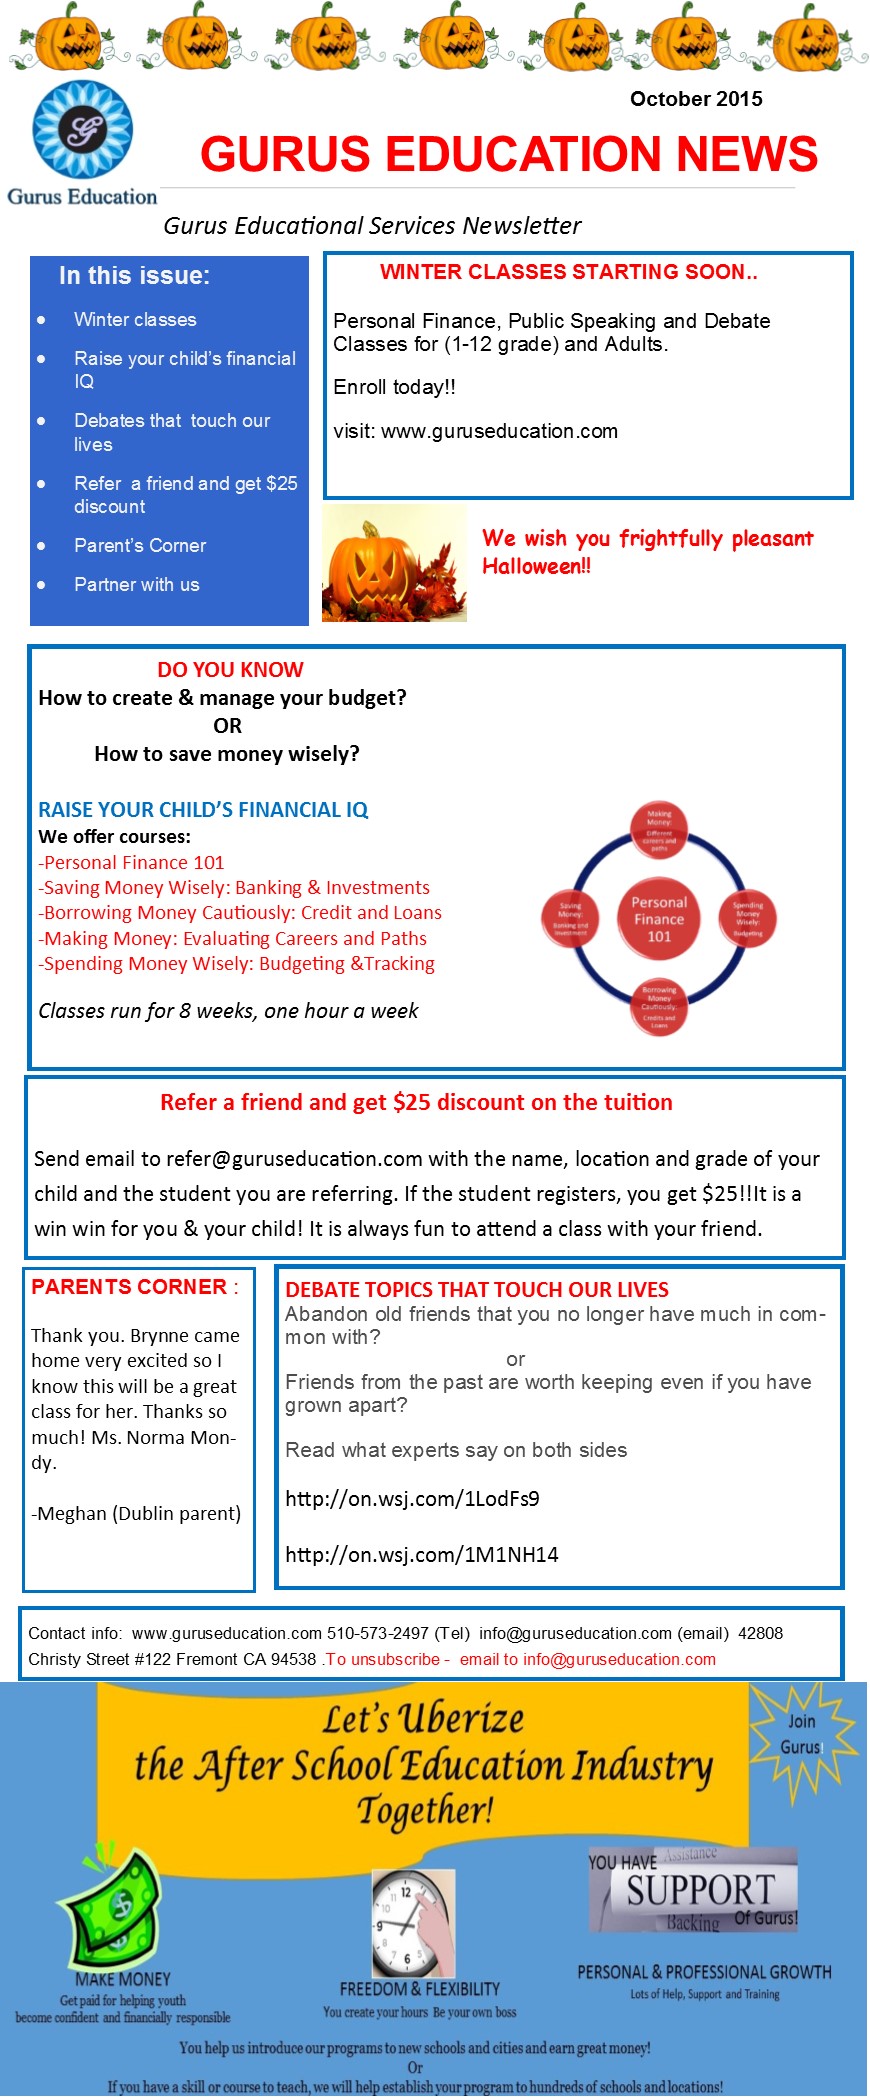 October 2015
GURUS EDUCATION NEWS
G
Gurus Education
Gurus Educational Services Newsletter
In this issue:
• Winter classes
• Raise your child’s financial
IQ
• Debates that  touch our
lives
• Refer  a friend and get $25
discount
• Parent’s Corner
• Partner with us
WINTER CLASSES STARTING SOON..
Personal Finance, Public Speaking and Debate
Classes for (1-12 grade) and Adults.
Enroll today!!
visit: www.guruseducation.com
We wish you frightfully pleasant
Halloween!!
DO YOU KNOW
How to create & manage your budget?
OR
How to save money wisely?
RAISE YOUR CHILD’S FINANCIAL IQ
We offer courses:
-Personal Finance 101
-Saving Money Wisely: Banking & Investments
-Borrowing Money Cautiously: Credit and Loans
-Making Money: Evaluating Careers and Paths
-Spending Money Wisely: Budgeting &Tracking
Classes run for 8 weeks, one hour a week
Making
Money:
Different
careers and
paths
Saving
Money:
Banking and
Investment
Personal
Finance
101
Spending
Money
Wisely:
Budgeting
Borrowing
Money
Cautiously:
Credits and
Loans
Refer a friend and get $25 discount on the tuition
Send email to refer@guruseducation.com with the name, location and grade of your
child and the student you are referring. If the student registers, you get $25!!It is a
win win for you & your child! It is always fun to attend a class with your friend.
PARENTS CORNER :
Thank you. Brynne came
home very excited so I
know this will be a great
class for her. Thanks so
much! Ms. Norma Mon-
dy.
-Meghan (Dublin parent)
DEBATE TOPICS THAT TOUCH OUR LIVES
Abandon old friends that you no longer have much in com-
mon with?
or
Friends from the past are worth keeping even if you have
grown apart?
Read what experts say on both sides
http://on.wsj.com/1LodFs9
http://on.wsj.com/1M1NH14
Contact info:  www.guruseducation.com 510-573-2497 (Tel)  info@guruseducation.com (email)  42808
Christy Street #122 Fremont CA 94538 .To unsubscribe -  email to info@guruseducation.com
Let's Uberize
the After School Education Industry
Together!
Join
Gurus!
MAKE MONEY
Get paid for helping youth
become confident and financially responsible
12
1
2
3
4
5
6
7
8
9
10
11
FREEDOM & FLEXIBILITY
You create your hours Be your own boss
Assistance
YOU HAVE
SUPPORT
Backing
Of Gurus!
PERSONAL & PROFESSIONAL GROWTH
Lots of Help, Support and Training
You help us introduce our programs to new schools and cities and earn great money!
Or
If you have a skill or course to teach, we will help establish your program to hundreds of schools and locations!